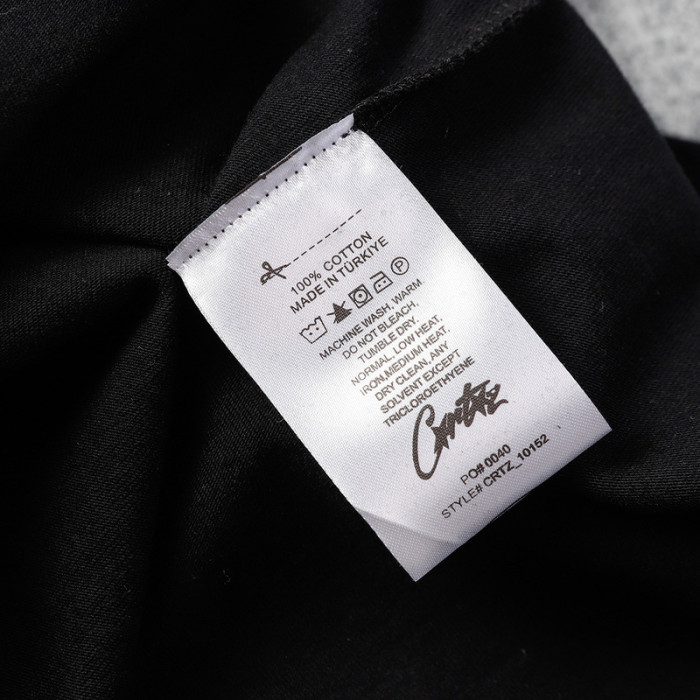 100% COTTON
MADE IN TÜRKIYE
P
MACHINE WASH, WARM.
DO NOT BLEACH,
TUMBLE DRY.
NORMAL, LOW HEAT,
IRON,MEDIUM HEAT,
DRY CLEAN, ANY
SOLVENT EXCEPT
TRICLOROETHYENE
Crtz
PO# 0040
STYLE# CRTZ_10152